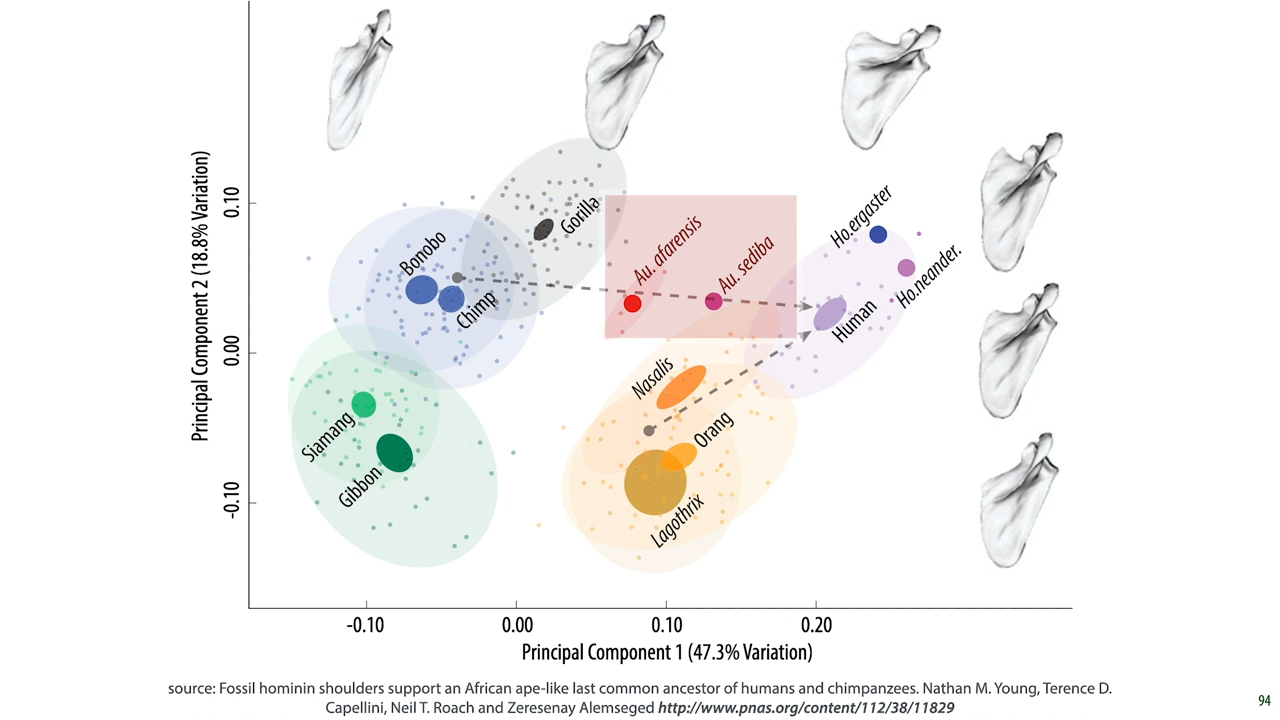 Principal Component 2 (18.8% Variation)
0.10
0.00
-0.10
Bonobo
Chimp
Gorilla
Au. afarensis
Au. sediba
Ho.ergaster
Ho.neander.
Human
Nasalis
Orang
Lagothrix
Siamang
Gibbon
-0.10
0.00
0.10
0.20
Principal Component 1 (47.3% Variation)
source: Fossil hominin shoulders support an African ape-like last common ancestor of humans and chimpanzees. Nathan M. Young, Terence D.
Capellini, Neil T. Roach and Zeresenay Alemseged http://www.pnas.org/content/112/38/11829
94